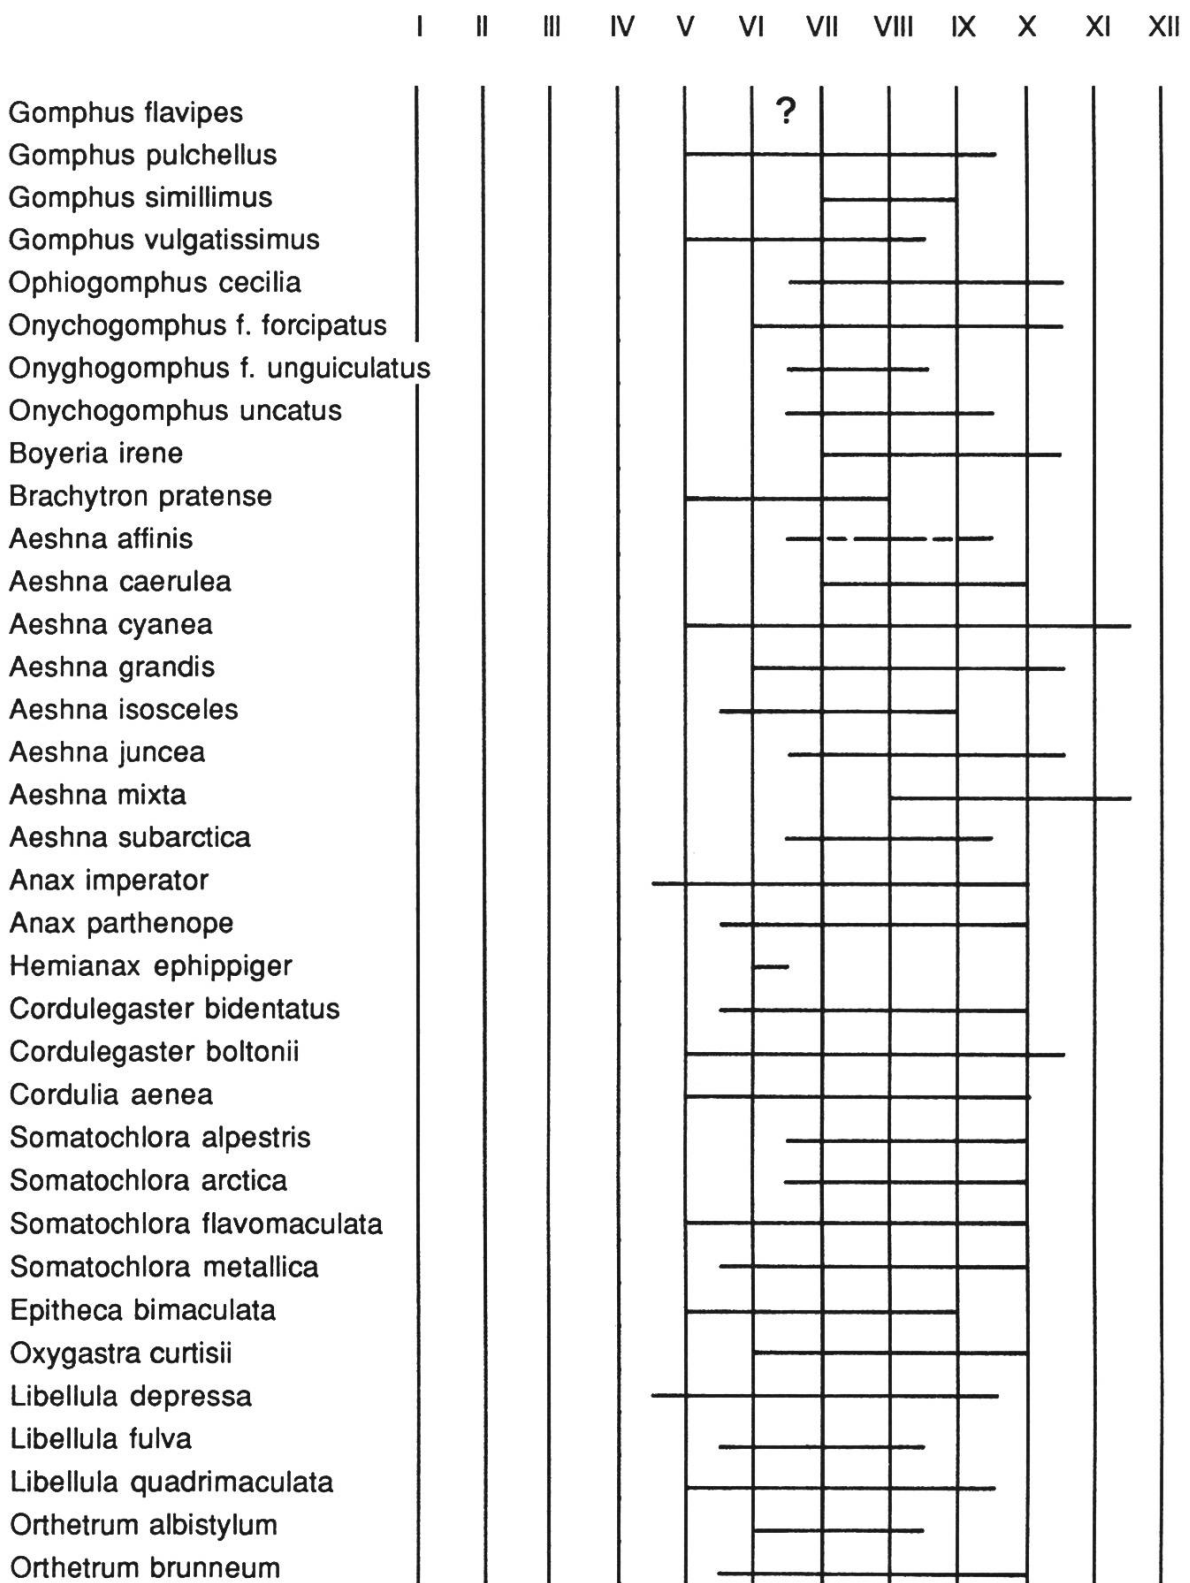 I II III IV V VI VII VIII IX X XI XII
Gomphus flavipes ?
Gomphus pulchellus
Gomphus simillimus
Gomphus vulgatissimus
Ophiogomphus cecilia
Onychogomphus f. forcipatus
Onyghogomphus f. unguiculatus
Onychogomphus uncatus
Boyeria irene
Brachytron pratense
Aeshna affinis
Aeshna caerulea
Aeshna cyanea
Aeshna grandis
Aeshna isosceles
Aeshna juncea
Aeshna mixta
Aeshna subarctica
Anax imperator
Anax parthenope
Hemianax ephippiger
Cordulegaster bidentatus
Cordulegaster boltonii
Cordulia aenea
Somatochlora alpestris
Somatochlora arctica
Somatochlora flavomaculata
Somatochlora metallica
Epitheca bimaculata
Oxygastra curtisii
Libellula depressa
Libellula fulva
Libellula quadrimaculata
Orthetrum albistylum
Orthetrum brunneum